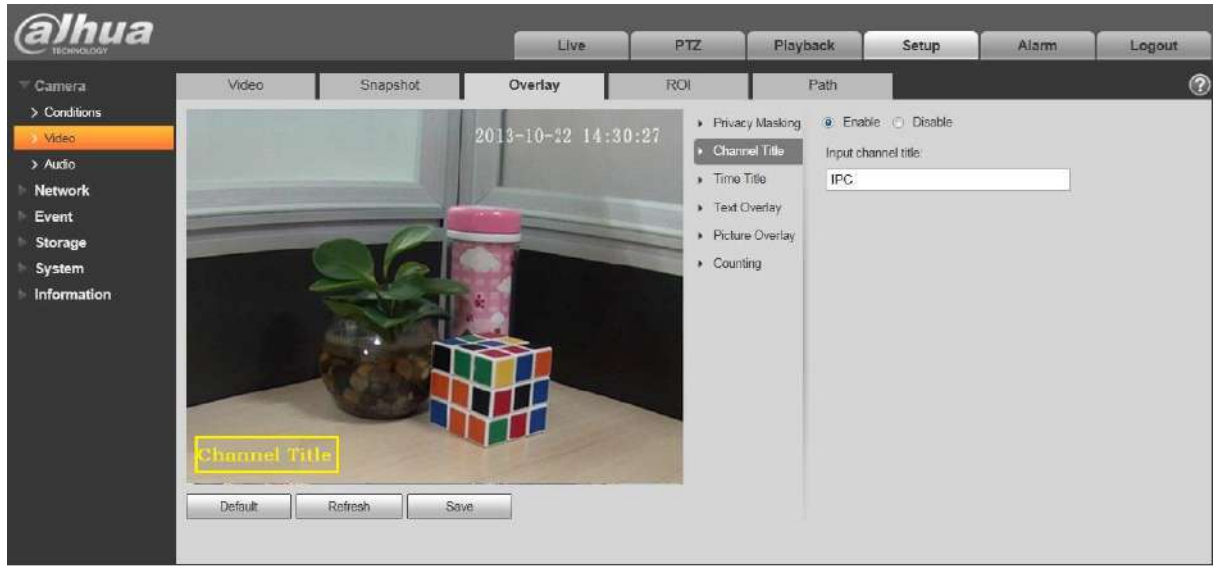 alhua
TECHNOLOGY
Live PTZ Playback Setup Alarm Logout
Camera
Conditions
Video
Audio
Network
Event
Storage
System
Information
Video Snapshot Overlay ROI Path
2013-10-22 14:30:27
Channel Title
Privacy Masking
Channel Title
Time Title
Text Overlay
Picture Overlay
Counting
Enable Disable
Input channel title:
IPC
Default Refresh Save